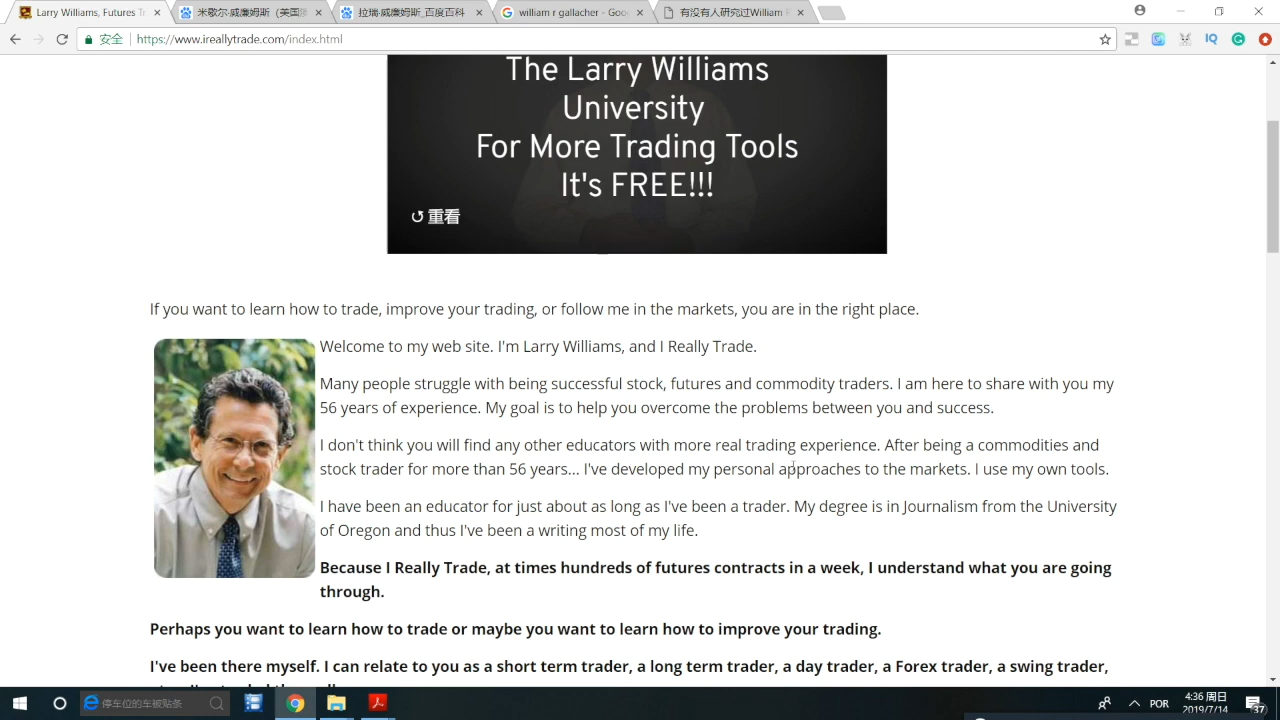 Larry Williams, Futures Tr
米歇尔·威廉姆斯（美国
拉瑞·威廉姆斯_百度百科
william r gallacher - Goo
有没有人研究过William R
安全
https://www.ireallytrade.com/index.html
The Larry Williams
University
For More Trading Tools
It's FREE!!!
重看
If you want to learn how to trade, improve your trading, or follow me in the markets, you are in the right place.
Welcome to my web site. I'm Larry Williams, and I Really Trade.
Many people struggle with being successful stock, futures and commodity traders. I am here to share with you my
56 years of experience. My goal is to help you overcome the problems between you and success.
I don't think you will find any other educators with more real trading experience. After being a commodities and
stock trader for more than 56 years... I've developed my personal approaches to the markets. I use my own tools.
I have been an educator for just about as long as I've been a trader. My degree is in Journalism from the University
of Oregon and thus I've been a writing most of my life.
Because I Really Trade, at times hundreds of futures contracts in a week, I understand what you are going
through.
Perhaps you want to learn how to trade or maybe you want to learn how to improve your trading.
I've been there myself. I can relate to you as a short term trader, a long term trader, a day trader, a Forex trader, a swing trader,
停车位的车被贴条
POR
4:36 周日
2019/7/14
37